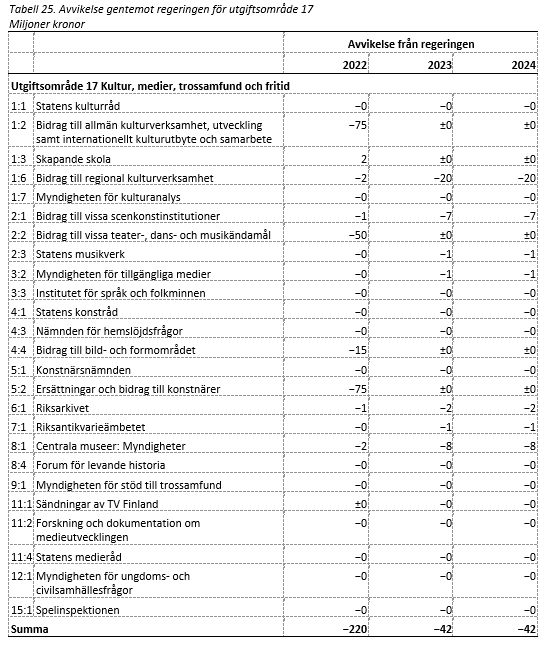 Tabell 25. Avvikelse gentemot regeringen för utgiftsområde 17
Miljoner kronor
Avvikelse från regeringen
2022 2023 2024
Utgiftsområde 17 Kultur, medier, trossamfund och fritid
1:1 Statens kulturråd −0 −0 −0
1:2 Bidrag till allmän kulturverksamhet, utveckling −75 ±0 ±0
samt internationellt kulturutbyte och samarbete
1:3 Skapande skola 2 ±0 ±0
1:6 Bidrag till regional kulturverksamhet −2 −20 −20
1:7 Myndigheten för kulturanalys −0 −0 −0
2:1 Bidrag till vissa scenkonstinstitutioner −1 −7 −7
2:2 Bidrag till vissa teater-, dans- och musikändamål −50 ±0 ±0
2:3 Statens musikverk −0 −1 −1
3:2 Myndigheten för tillgängliga medier −0 −1 −1
3:3 Institutet för språk och folkminnen −0 −0 −0
4:1 Statens konstråd −0 −0 −0
4:3 Nämnden för hemslöjdsfrågor −0 −0 −0
4:4 Bidrag till bild- och formområdet −15 ±0 ±0
5:1 Konstnärsnämnden −0 −0 −0
5:2 Ersättningar och bidrag till konstnärer −75 ±0 ±0
6:1 Riksarkivet −1 −2 −2
7:1 Riksantikvarieämbetet −0 −1 −1
8:1 Centrala museer: Myndigheter −2 −8 −8
8:4 Forum för levande historia −0 −0 −0
9:1 Myndigheten för stöd till trossamfund −0 −0 −0
11:1 Sändningar av TV Finland ±0 −0 −0
11:2 Forskning och dokumentation om −0 −0 −0
medieutvecklingen
11:4 Statens medieråd −0 −0 −0
12:1 Myndigheten för ungdoms- och −0 −0 −0
civilsamhällesfrågor
15:1 Spelinspektionen −0 −0 −0
Summa −220 −42 −42